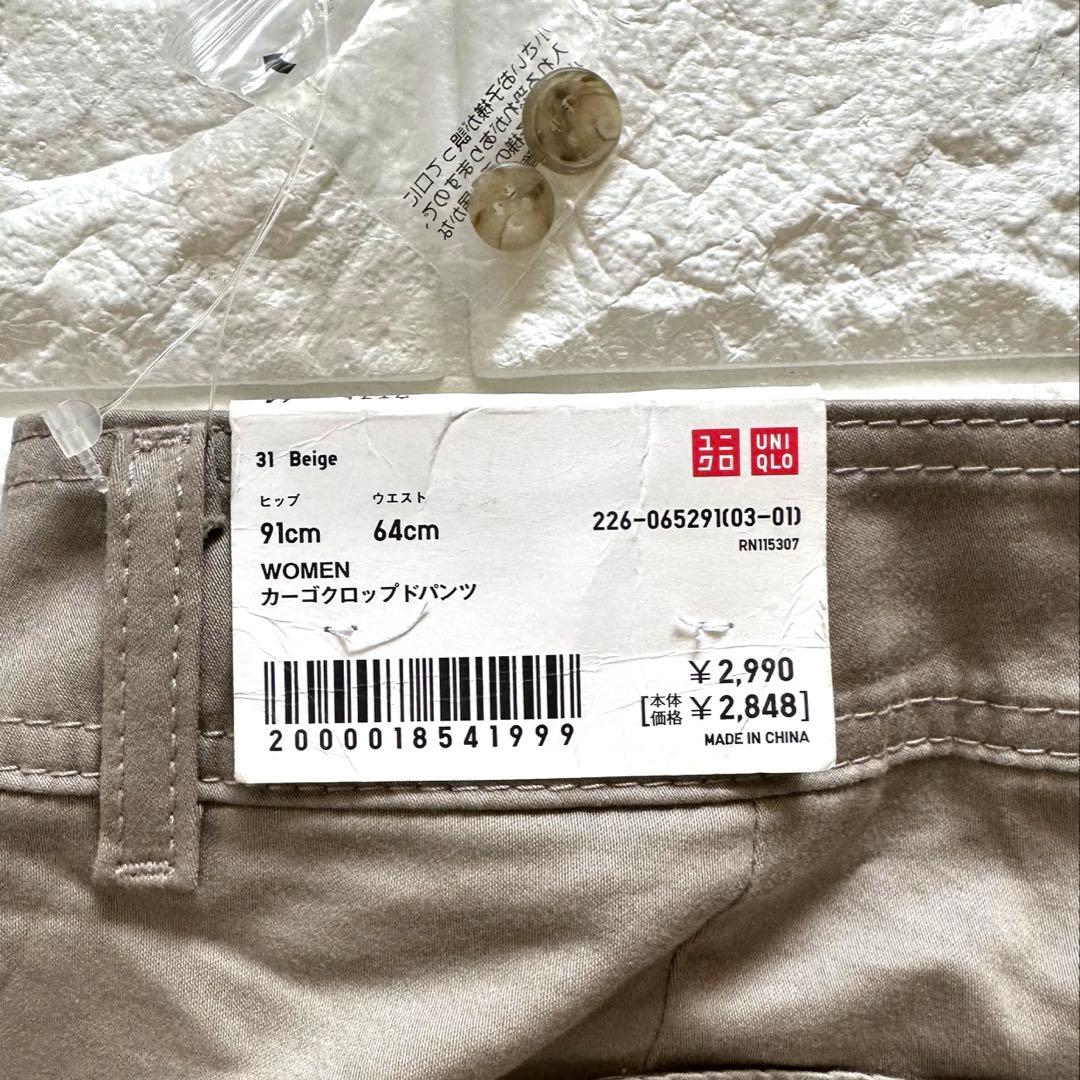 31 Beige
ユニクロ
UNIQLO
ヒップ ウエスト
91cm 64cm
226-065291(03-01)
RN115307
WOMEN
カーゴクロップドパンツ
¥2,990
[本体価格 ¥2,848]
2000018541999
MADE IN CHINA